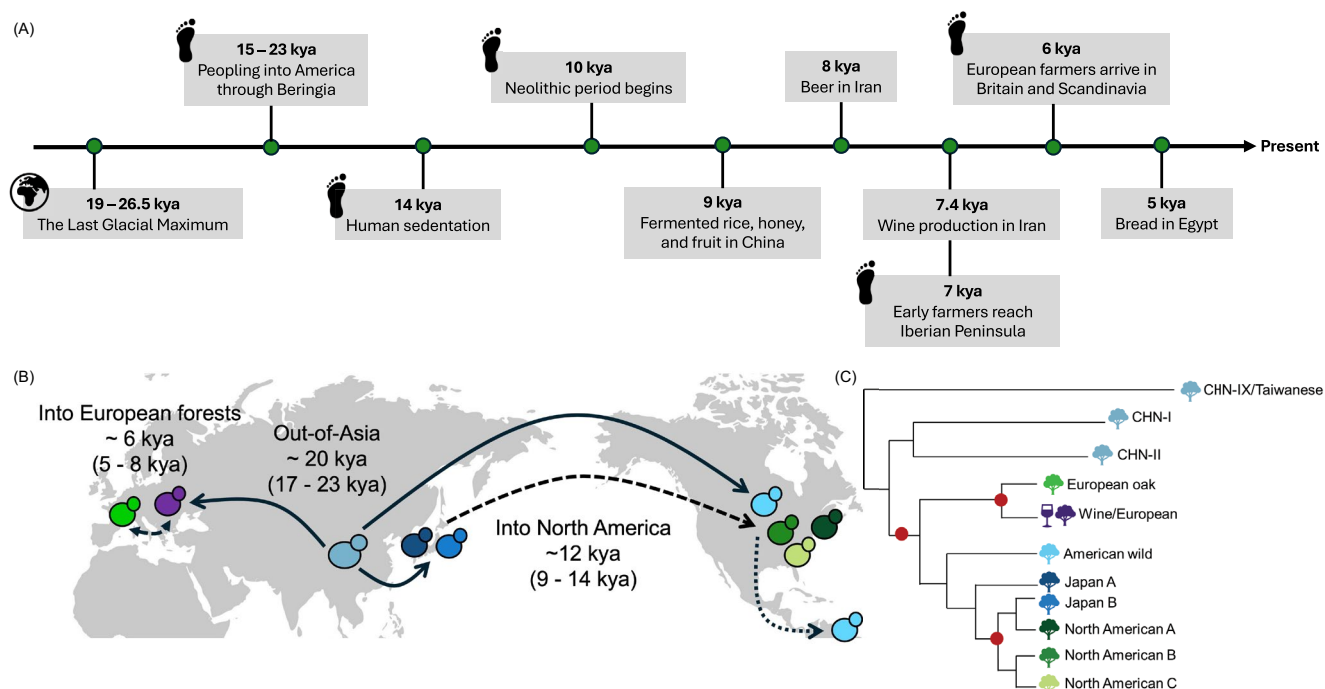 (A)
15 – 23 kya
Peopling into America
through Beringia
10 kya
Neolithic period begins
8 kya
Beer in Iran
6 kya
European farmers arrive in
Britain and Scandinavia
Present
19 – 26.5 kya
The Last Glacial Maximum
14 kya
Human sedentation
9 kya
Fermented rice, honey,
and fruit in China
7.4 kya
Wine production in Iran
5 kya
Bread in Egypt
7 kya
Early farmers reach
Iberian Peninsula
(B)
Into European forests
~ 6 kya
(5 - 8 kya)
Out-of-Asia
~ 20 kya
(17 - 23 kya)
Into North America
~12 kya
(9 - 14 kya)
(C)
CHN-IX/Taiwanese
CHN-I
CHN-II
European oak
Wine/European
American wild
Japan A
Japan B
North American A
North American B
North American C